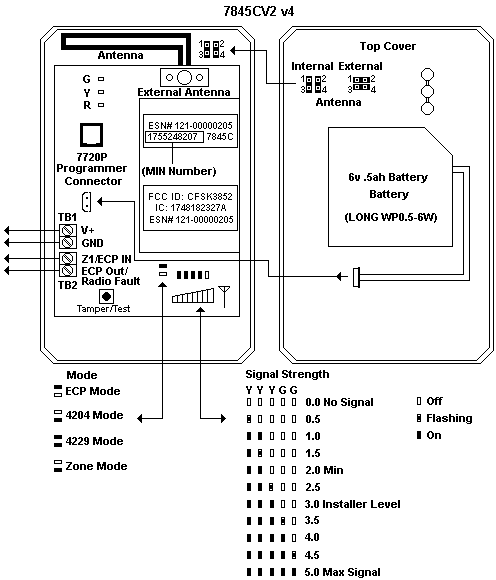 7845CV2 v4
Antenna
1 2
3 4
External Antenna
G
Y
R
7720P
Programmer
Connector
ESN# 121-00000205
1755248207 7845C
(MIN Number)
FCC ID: CFSK3852
IC: 1748182327A
ESN# 121-00000205
TB1
V+
GND
Z1/ECP IN
ECP Out/
Radio Fault
TB2
Tamper/Test
Top Cover
Internal External
1 2 1 2
3 4 3 4
Antenna
6v .5ah Battery
Battery
(LONG WP0.5-6W)
Mode
ECP Mode
4204 Mode
4229 Mode
Zone Mode
Signal Strength
Y Y Y G G
0.0 No Signal
0.5
1.0
1.5
2.0 Min
2.5
3.0 Installer Level
3.5
4.0
4.5
5.0 Max Signal
Off
Flashing
On